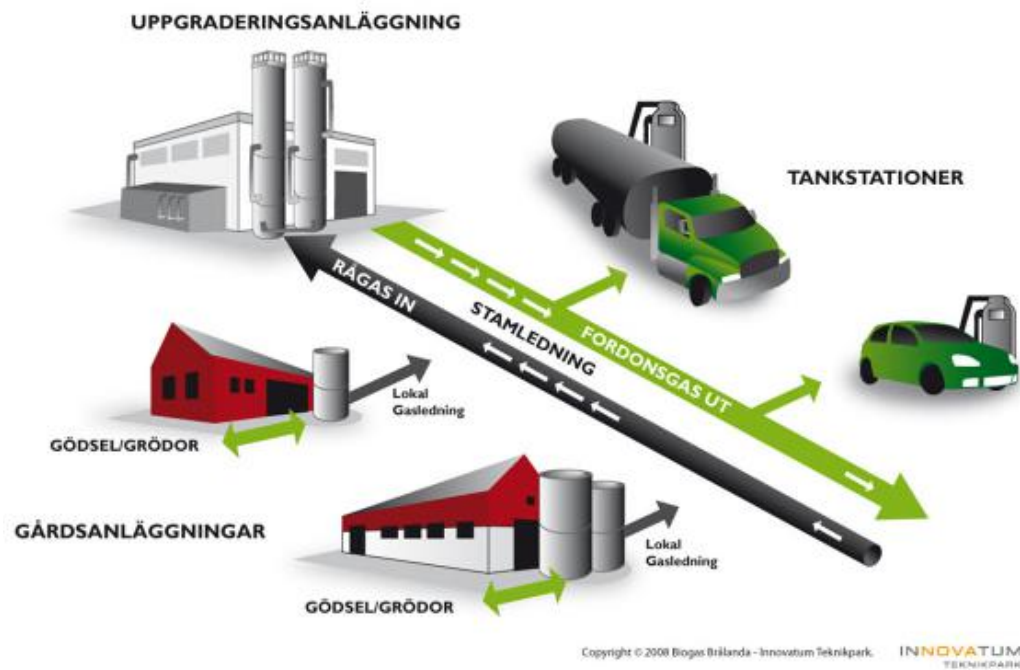 UPPGRADERINGSANLÄGGNING
TANKSTATIONER
RÅGAS IN
STAMLEDNING
FORDONSGAS UT
Lokal
Gasledning
GÖDSEL/GRÖDOR
GÅRDSANLÄGGNINGAR
Lokal
Gasledning
GÖDSEL/GRÖDOR
Copyright © 2008 Biogas Brålanda - Innovatum Teknikpark.
INNOVATUM
TEKNIKPARK